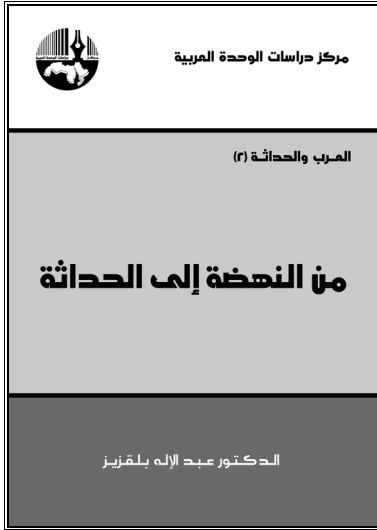 مركز دراسات الوحدة العربية
العرب والحداثة (٢)
من النهضة إلى الحداثة
الدكتور عبد الإله بلقزيز